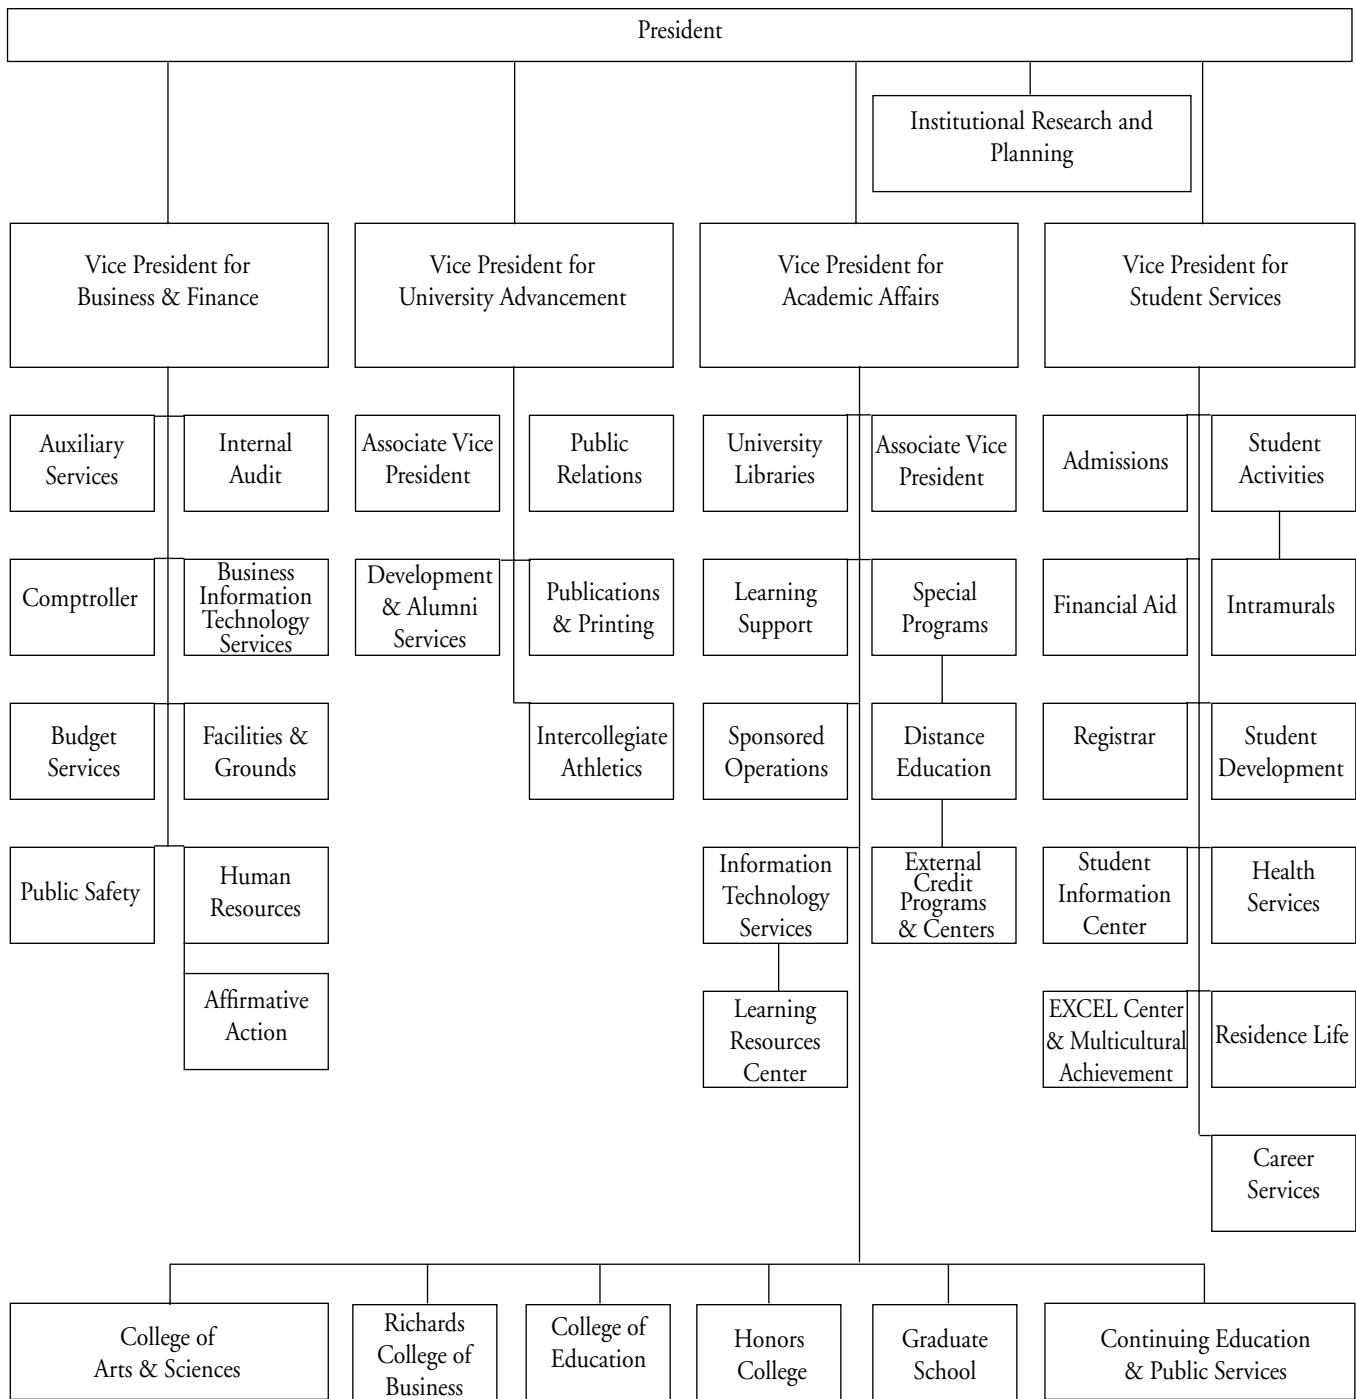 President
Institutional Research and
Planning
Vice President for
Business & Finance
Vice President for
University Advancement
Vice President for
Academic Affairs
Vice President for
Student Services
Auxiliary
Services
Internal
Audit
Associate Vice
President
Public
Relations
University
Libraries
Associate Vice
President
Admissions
Student
Activities
Comptroller
Business
Information
Technology
Services
Development
& Alumni
Services
Publications
& Printing
Learning
Support
Special
Programs
Financial Aid
Intramurals
Budget
Services
Facilities &
Grounds
Intercollegiate
Athletics
Sponsored
Operations
Distance
Education
Registrar
Student
Development
Public Safety
Human
Resources
Information
Technology
Services
External
Credit
Programs
& Centers
Student
Information
Center
Health
Services
Affirmative
Action
Learning
Resources
Center
EXCEL Center
& Multicultural
Achievement
Residence Life
Career
Services
College of
Arts & Sciences
Richards
College of
Business
College of
Education
Honors
College
Graduate
School
Continuing Education
& Public Services